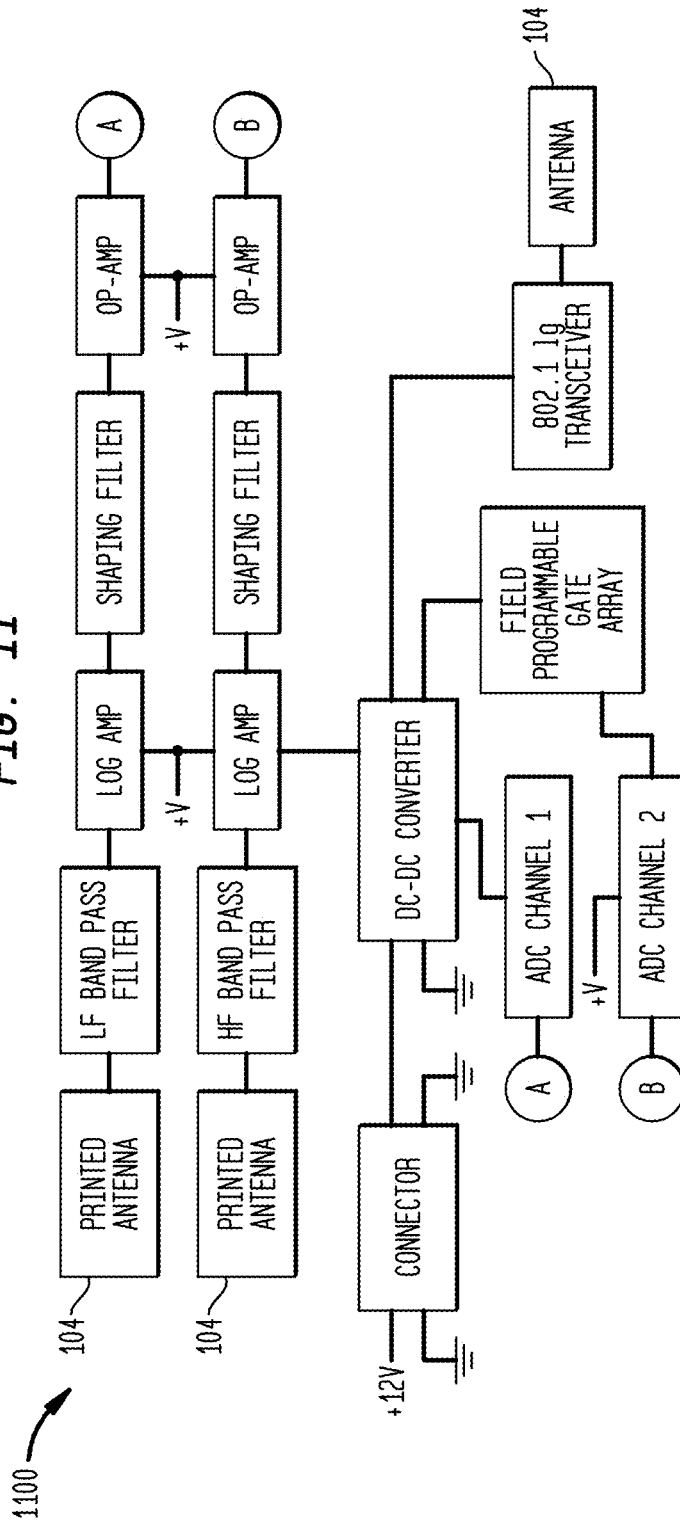 FIG. 11
1100
104
PRINTED
ANTENNA
LF BAND PASS
FILTER
LOG AMP
SHAPING FILTER
OP-AMP
A
+V
+V
104
PRINTED
ANTENNA
HF BAND PASS
FILTER
LOG AMP
SHAPING FILTER
OP-AMP
B
+12V
CONNECTOR
DC-DC CONVERTER
802.1 lg
TRANSCEIVER
ANTENNA
104
FIELD
PROGRAMMABLE
GATE
ARRAY
A
ADC CHANNEL 1
+V
B
ADC CHANNEL 2